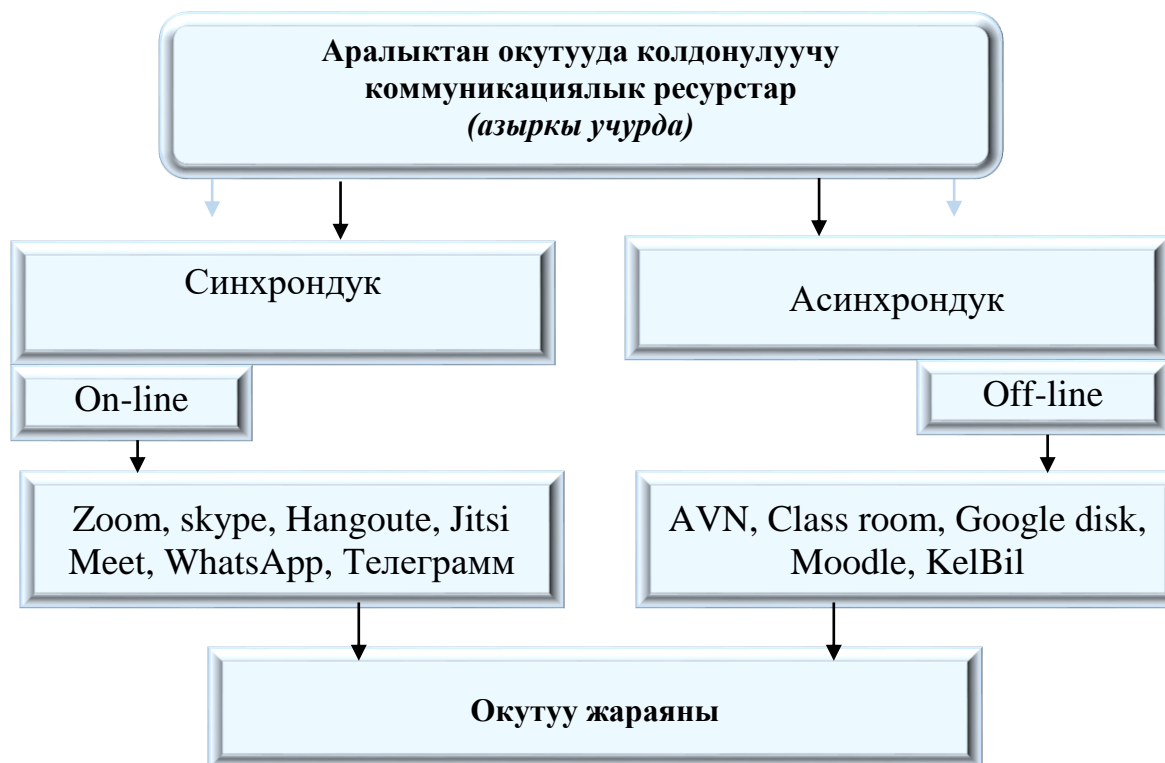 Аралыктан окутууда колдонулуучу
коммуникациялык ресурстар
(азыркы учурда)
Синхрондук
Асинхрондук
On-line
Off-line
Zoom, skype, Hangoute, Jitsi
Meet, WhatsApp, Телеграмм
AVN, Class room, Google disk,
Moodle, KelBil
Окутуу жараяны